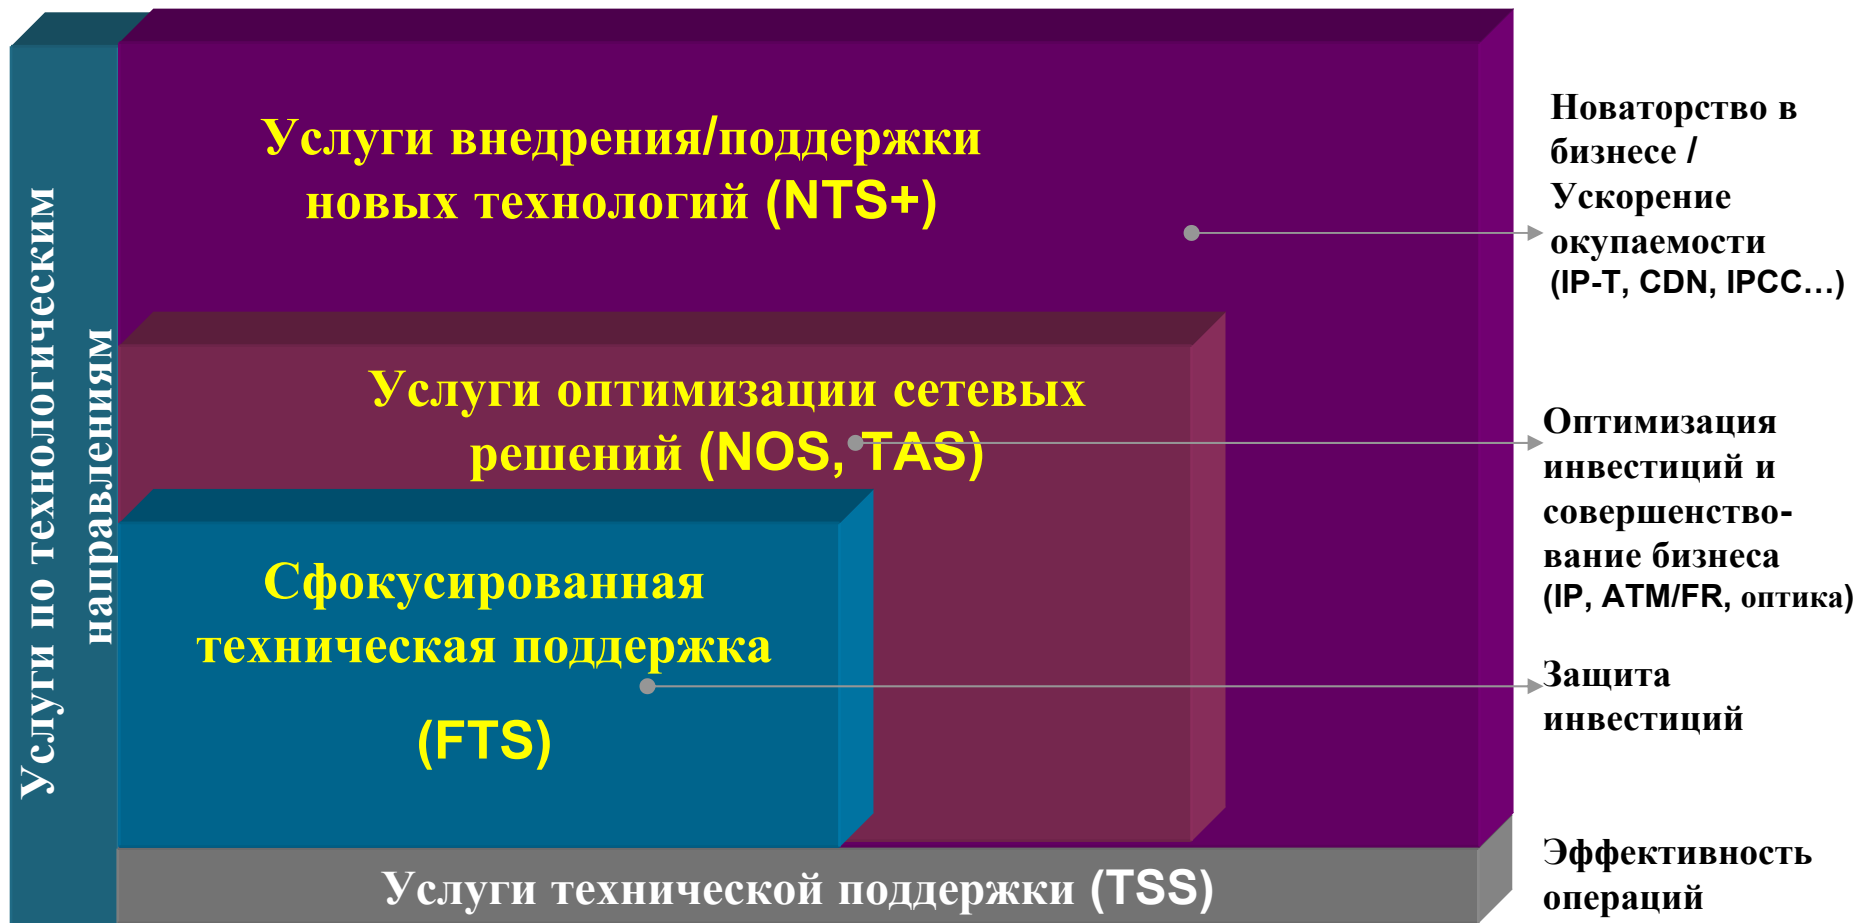 Услуги по технологическим
направлениям
Услуги внедрения/поддержки
новых технологий (NTS+)
Услуги оптимизации сетевых
решений (NOS, TAS)
Сфокусированная
техническая поддержка
(FTS)
Услуги технической поддержки (TSS)
Новаторство в
бизнесе /
Ускорение
окупаемости
(IP-T, CDN, IPCC…)
Оптимизация
инвестиций и
совершенство-
вание бизнеса
(IP, ATM/FR, оптика)
Защита
инвестиций
Эффективность
операций